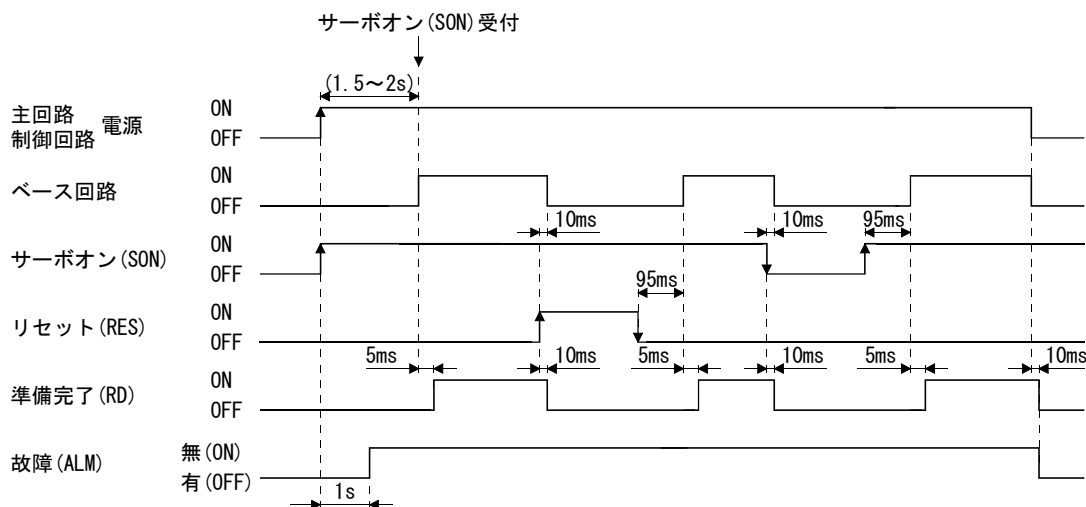 サーボオン(SON)受付
(1.5～2s)
主回路
制御回路
電源
ON
OFF
ベース回路
ON
OFF
10ms
10ms
95ms
サーボオン(SON)
ON
OFF
95ms
リセット(RES)
ON
OFF
5ms
10ms
5ms
10ms
5ms
10ms
準備完了(RD)
ON
OFF
故障(ALM)
無(ON)
有(OFF)
1s